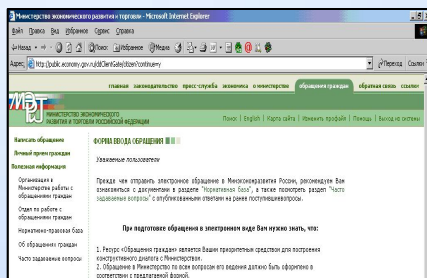 Министерство экономического развития и торговли - Microsoft Internet Explorer
Файл Правка Вид Избранное Сервис Справка
Назад Поиск Избранное Медиа
Адрес http://public.economy.gov.ru/oldClientGate/citizen?continue=y Переход Ссылки
главная законодательство пресс-служба экономика о министерстве обращения граждан обратная связь ссылки
МЭРТ
МИНИСТЕРСТВО ЭКОНОМИЧЕСКОГО
РАЗВИТИЯ И ТОРГОВЛИ РОССИЙСКОЙ ФЕДЕРАЦИИ
Поиск | English | Карта сайта | Изменить профайл | Помощь | Выход из системы
Написать обращение
Личный прием граждан
Полезная информация
Организация в
Министерстве работы с
обращениями граждан
Отдел по работе с
обращениями граждан
Нормативно-правовая база
Об обращениях граждан
Часто задаваемые вопросы
ФОРМА ВВОДА ОБРАЩЕНИЯ
Уважаемые пользователи
Прежде чем отправить электронное обращение в Минэкономразвития России, рекомендуем Вам
ознакомиться с документами в разделе "Нормативная база", а также посмотреть раздел "Часто
задаваемые вопросы" с опубликованными ответами на ранее поступившие вопросы.
При подготовке обращения в электронном виде Вам нужно знать, что:
1. Ресурс «Обращения граждан» является Вашим приоритетным средством для построения
конструктивного диалога с Министерством.
2. Обращение в Министерство по всем вопросам его ведения должно быть оформлено в
соответствии с предлагаемой формой.